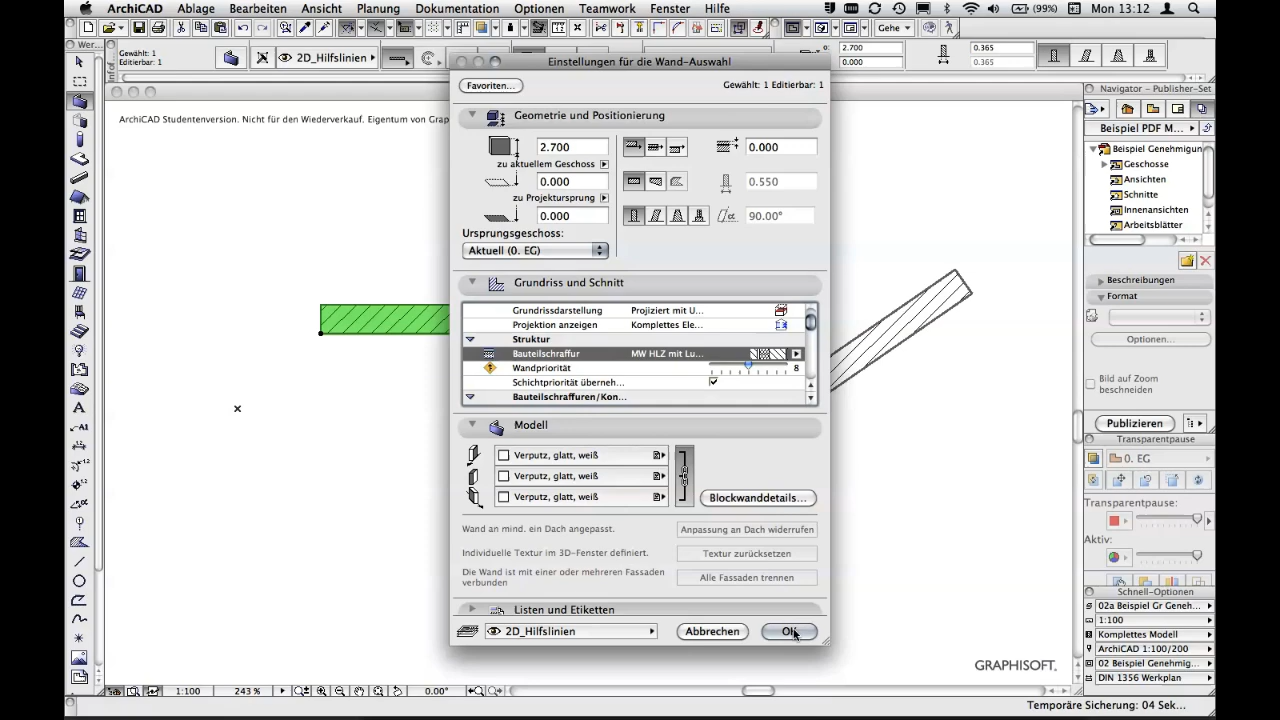 ArchiCAD Ablage Bearbeiten Ansicht Planung Dokumentation Optionen Teamwork Fenster Hilfe (99%) Mon 13:12
Gehe
Wer...
Gewählt: 1
Editierbar: 1
2D_Hilfslinien
2.700
0.000
0.365
0.365
Einstellungen für die Wand-Auswahl
Favoriten...
Gewählt: 1 Editierbar: 1
ArchiCAD Studentenversion. Nicht für den Wiederverkauf. Eigentum von Grap
Geometrie und Positionierung
2.700
0.000
zu aktuellem Geschoss
0.000
0.550
zu Projektursprung
0.000
90.00°
Ursprungsgeschoss:
Aktuell (0. EG)
Grundriss und Schnitt
Grundrissdarstellung Projiziert mit U...
Projektion anzeigen Komplettes Ele...
Struktur
Bauteilschraffur MW HLZ mit Lu...
Wandpriorität 8
Schichtpriorität überneh...
Bauteilschraffuren/Kon...
Modell
Verputz, glatt, weiß
Verputz, glatt, weiß
Verputz, glatt, weiß
Blockwanddetails...
Wand an mind. ein Dach angepasst.
Anpassung an Dach widerrufen
Individuelle Textur im 3D-Fenster definiert.
Textur zurücksetzen
Die Wand ist mit einer oder mehreren Fassaden
verbunden
Alle Fassaden trennen
Listen und Etiketten
2D_Hilfslinien
Abbrechen
OK
GRAPHISOFT.
1:100
243 %
0.00°
Navigator - Publisher-Set
Beispiel PDF M...
Beispiel Genehmigun
Geschosse
Ansichten
Schnitte
Innenansichten
Arbeitsblätter
Beschreibungen
Format
Optionen...
Bild auf Zoom
beschneiden
Publizieren
Transparentpause
0. EG
Transparentpause:
Aktiv:
Schnell-Optionen
02a Beispiel Gr Geneh...
1:100
Komplettes Modell
ArchiCAD 1:100/200
02 Beispiel Genehmig...
DIN 1356 Werkplan
Temporäre Sicherung: 04 Sek...